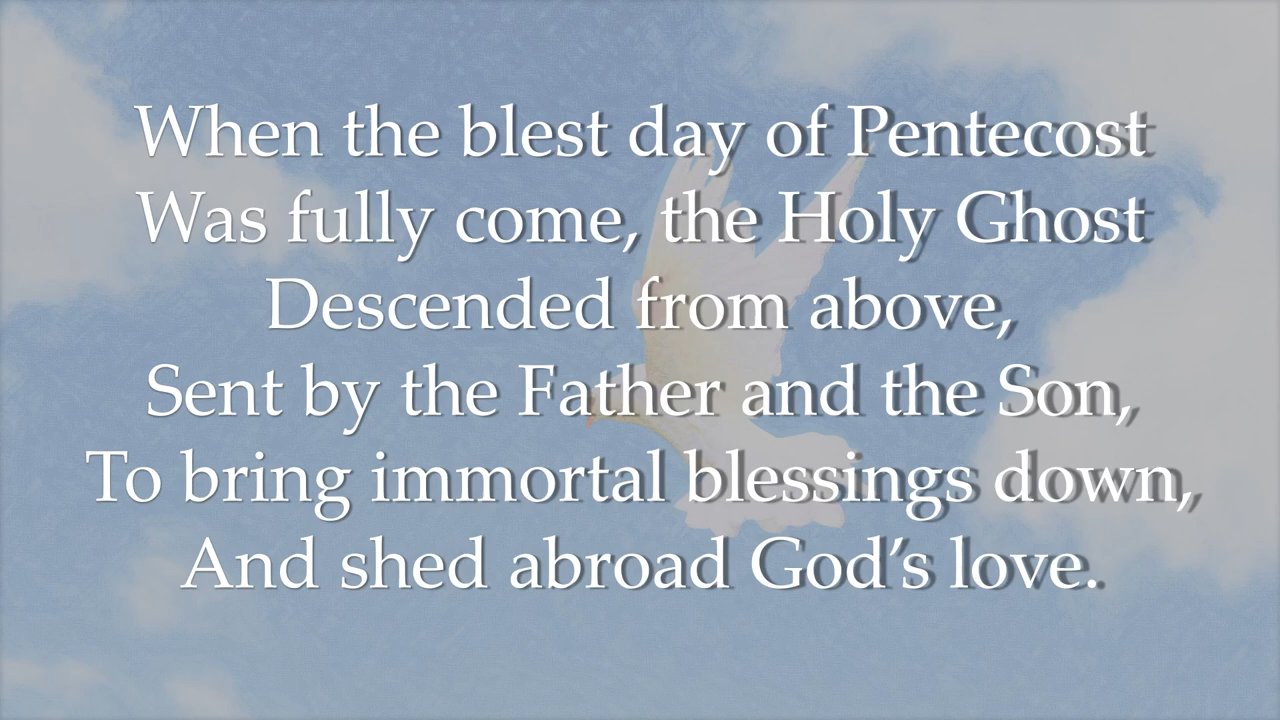 When the blest day of Pentecost
Was fully come, the Holy Ghost
Descended from above,
Sent by the Father and the Son,
To bring immortal blessings down,
And shed abroad God’s love.